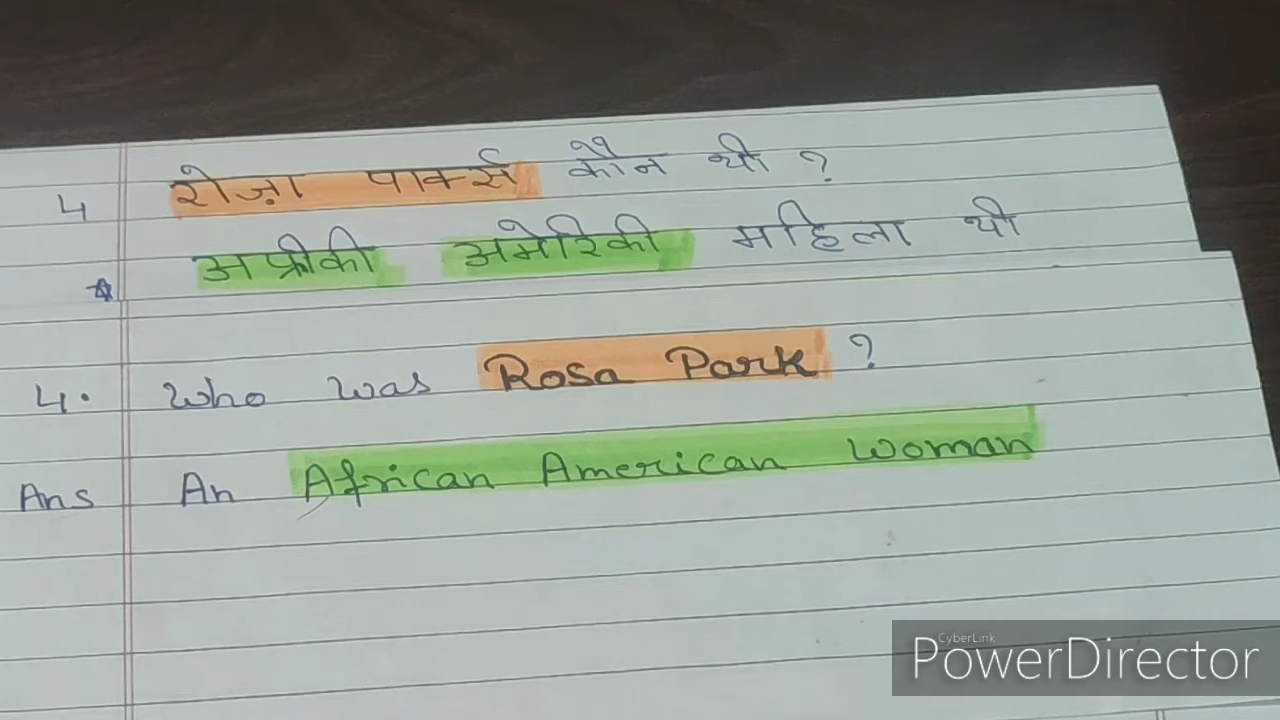 4 रोज़ा पार्क्स कौन थी ?
* अफ्रीकी अमेरिकी महिला थी
4. Who was Rosa Park ?
Ans An African American Woman
CyberLink
PowerDirector